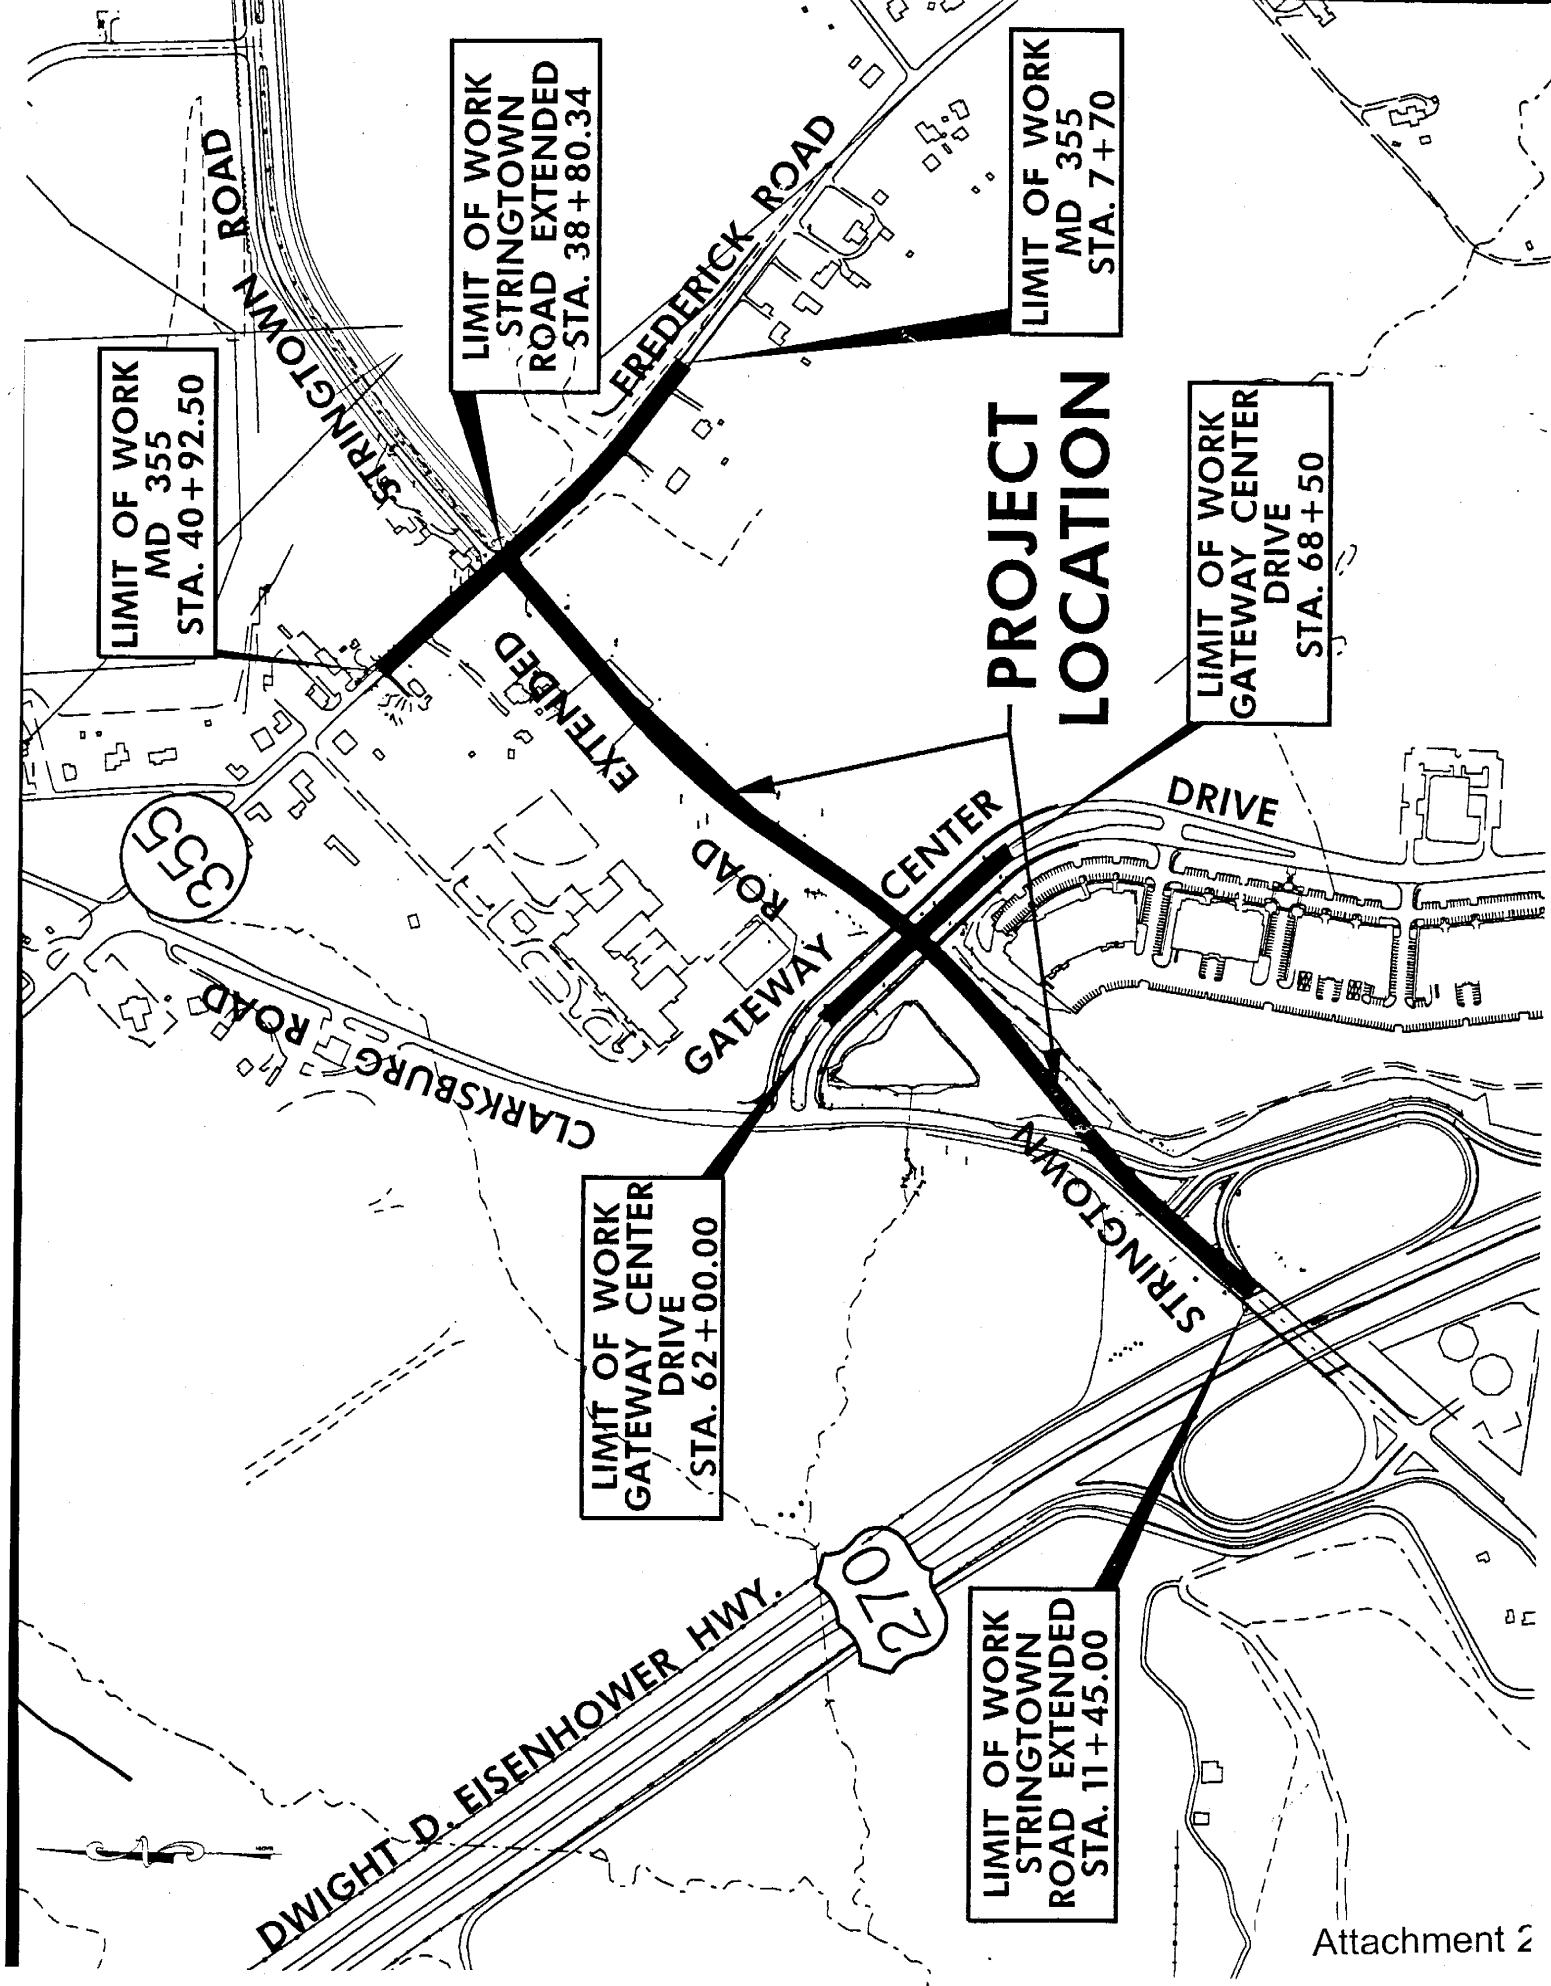 LIMIT OF WORK
MD 355
STA. 40+92.50
STRINGTOWN
ROAD
LIMIT OF WORK
STRINGTOWN
ROAD EXTENDED
STA. 38+80.34
FREDERICK ROAD
LIMIT OF WORK
MD 355
STA. 7+70
355
CLARKSBURG ROAD
STRINGTOWN
ROAD
EXTENDED
PROJECT
LOCATION
GATEWAY
CENTER
DRIVE
LIMIT OF WORK
GATEWAY CENTER
DRIVE
STA. 68+50
LIMIT OF WORK
GATEWAY CENTER
DRIVE
STA. 62+00.00
DWIGHT D. EISENHOWER HWY.
270
LIMIT OF WORK
STRINGTOWN
ROAD EXTENDED
STA. 11+45.00
Attachment 2